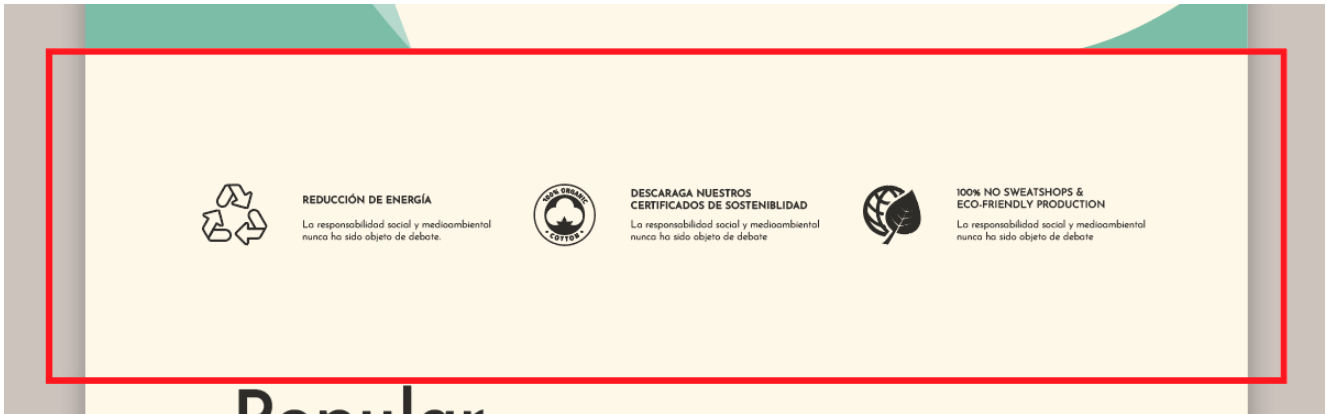 REDUCCIÓN DE ENERGÍA
La responsabilidad social y medioambiental
nunca ha sido objeto de debate.
100% ORGANIC
• COTTON •
DESCARAGA NUESTROS
CERTIFICADOS DE SOSTENIBLIDAD
La responsabilidad social y medioambiental
nunca ha sido objeto de debate
100% NO SWEATSHOPS &
ECO-FRIENDLY PRODUCTION
La responsabilidad social y medioambiental
nunca ha sido objeto de debate
Popular